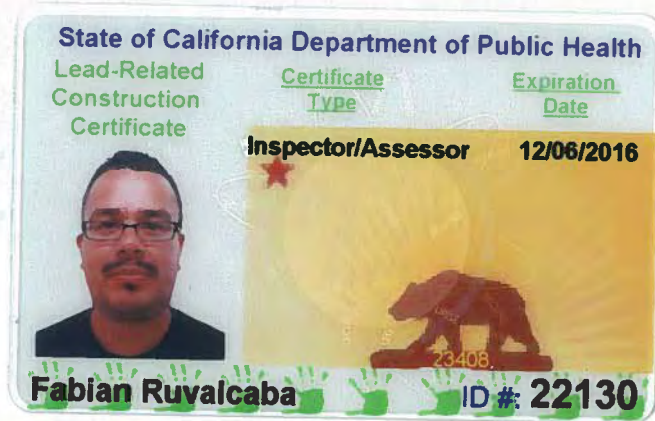 State of California Department of Public Health
Lead-Related
Construction
Certificate
Certificate
Type
Expiration
Date
Inspector/Assessor
12/06/2016
23408
Fabian Ruvalcaba
ID #: 22130